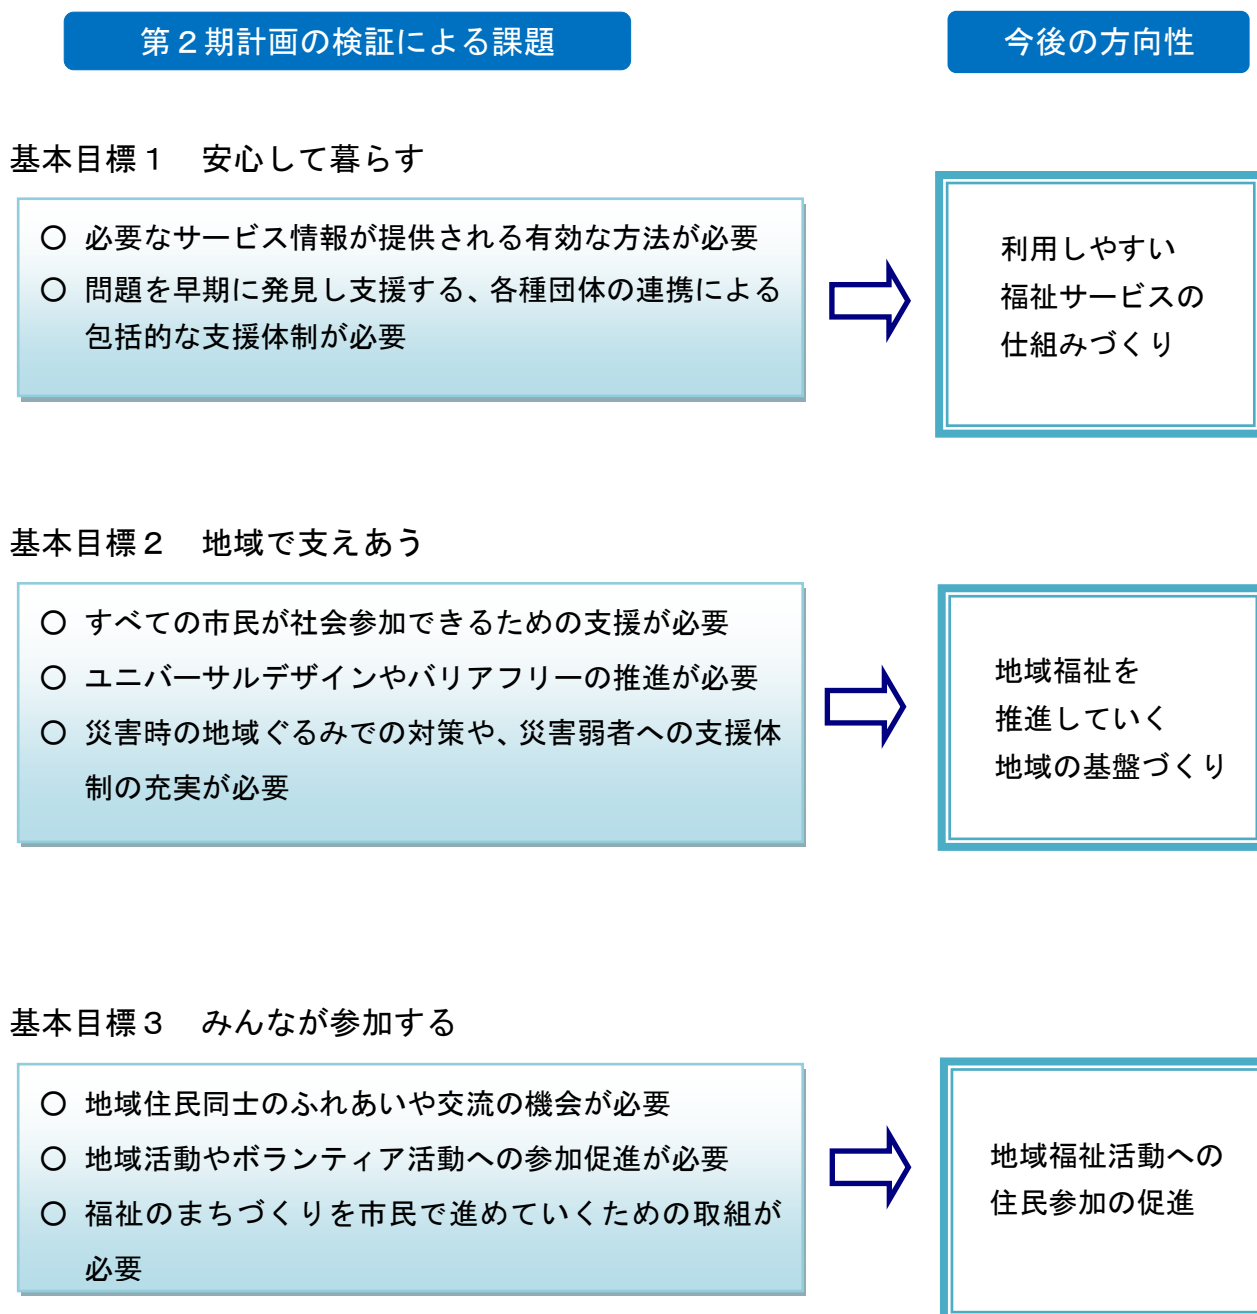 第２期計画の検証による課題
今後の方向性
基本目標１　安心して暮らす
○ 必要なサービス情報が提供される有効な方法が必要
○ 問題を早期に発見し支援する、各種団体の連携による
包括的な支援体制が必要
利用しやすい
福祉サービスの
仕組みづくり
基本目標２　地域で支えあう
○ すべての市民が社会参加できるための支援が必要
○ ユニバーサルデザインやバリアフリーの推進が必要
○ 災害時の地域ぐるみでの対策や、災害弱者への支援体
制の充実が必要
地域福祉を
推進していく
地域の基盤づくり
基本目標３　みんなが参加する
○ 地域住民同士のふれあいや交流の機会が必要
○ 地域活動やボランティア活動への参加促進が必要
○ 福祉のまちづくりを市民で進めていくための取組が
必要
地域福祉活動への
住民参加の促進